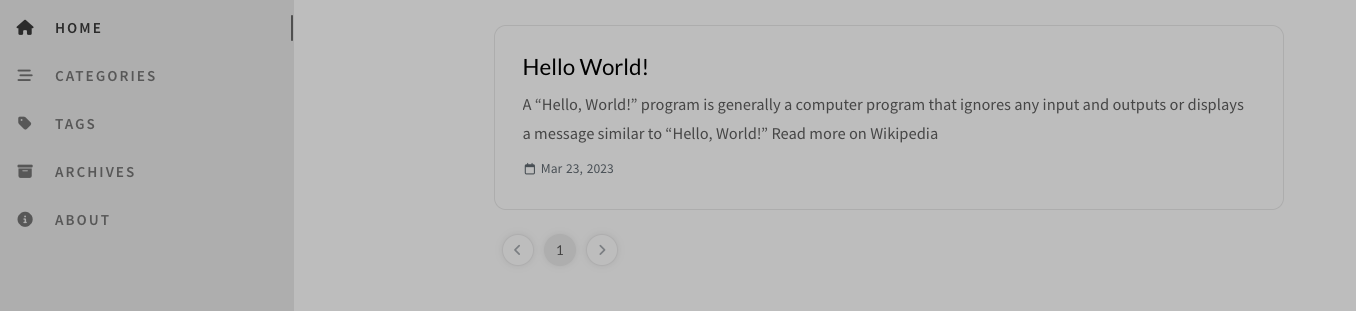 HOME
CATEGORIES
TAGS
ARCHIVES
ABOUT
Hello World!
A “Hello, World!” program is generally a computer program that ignores any input and outputs or displays
a message similar to “Hello, World!” Read more on Wikipedia
Mar 23, 2023
1